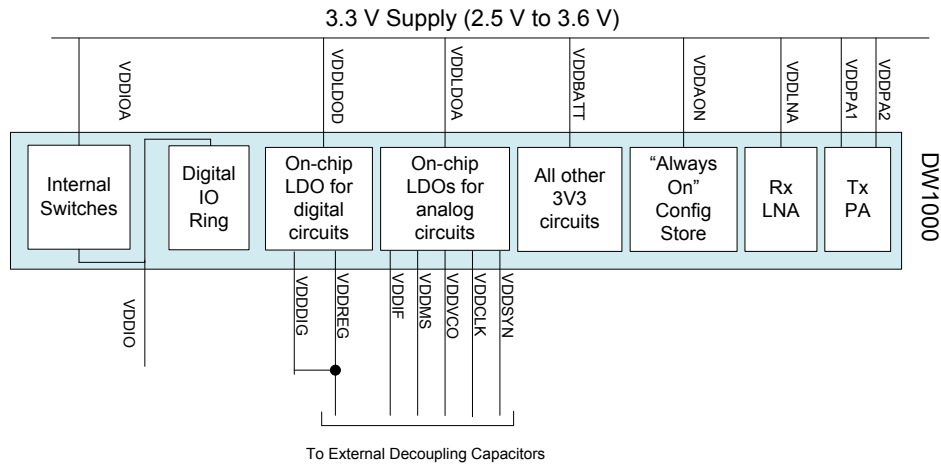 3.3 V Supply (2.5 V to 3.6 V)
VDDIOA
VDDLDOD
VDDLDOA
VDDBATT
VDDAON
VDDLNA
VDDPA1
VDDPA2
Internal
Switches
Digital
IO
Ring
On-chip
LDO for
digital
circuits
On-chip
LDOs for
analog
circuits
All other
3V3
circuits
“Always
On”
Config
Store
Rx
LNA
Tx
PA
DW1000
VDDIO
VDDDIG
VDDREG
VDDIF
VDDMS
VDDVCO
VDDCLK
VDDSYN
To External Decoupling Capacitors